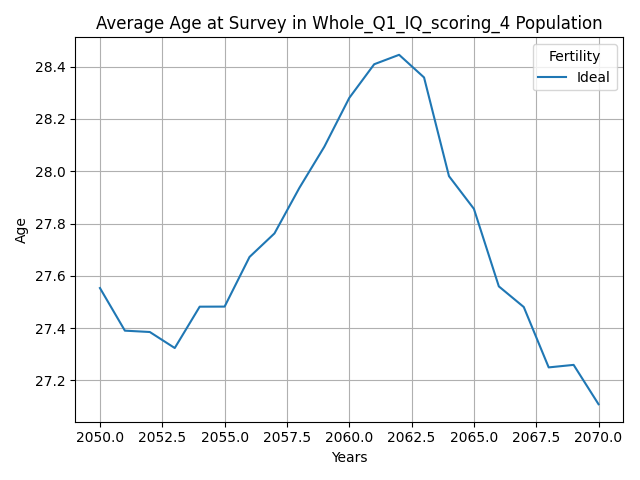 Average Age at Survey in Whole_Q1_IQ_scoring_4 Population
Fertility
Ideal
28.4
28.2
28.0
27.8
27.6
27.4
27.2
Age
2050.0 2052.5 2055.0 2057.5 2060.0 2062.5 2065.0 2067.5 2070.0
Years